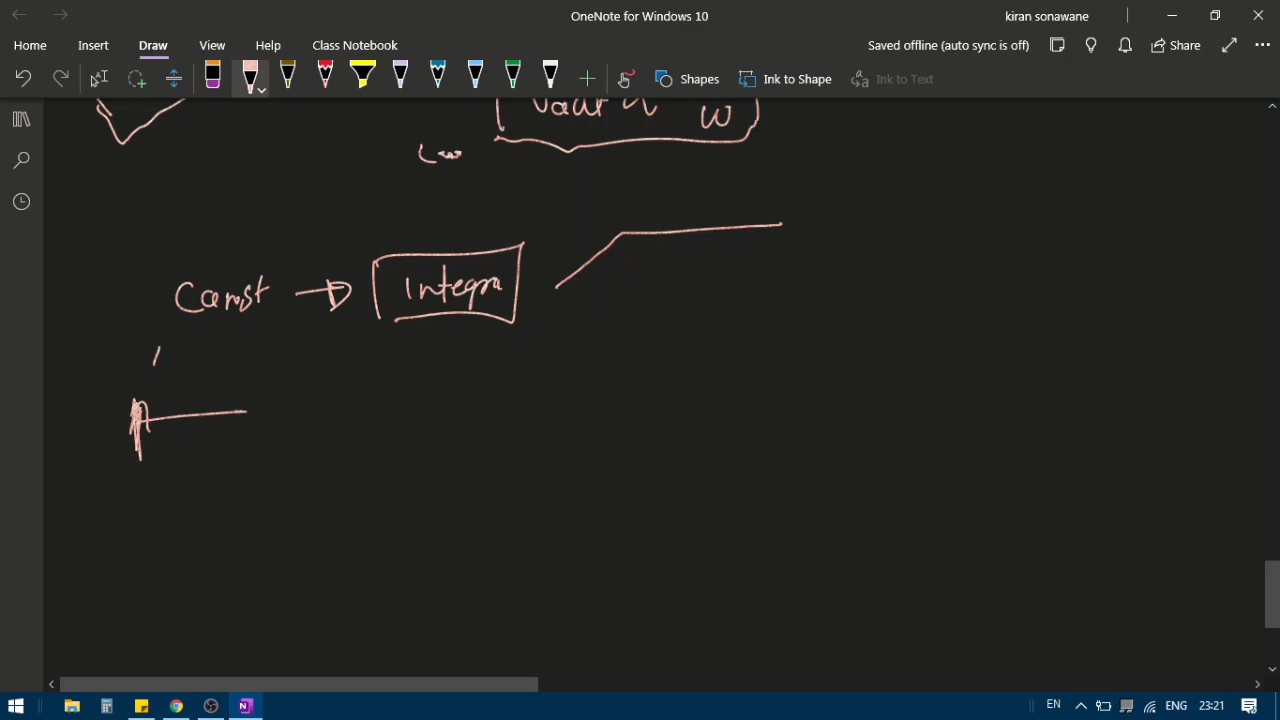 OneNote for Windows 10
kiran sonawane
Home Insert Draw View Help Class Notebook
Saved offline (auto sync is off)
Share
Shapes
Ink to Shape
Ink to Text
w
Const
Integra
EN
ENG
23:21